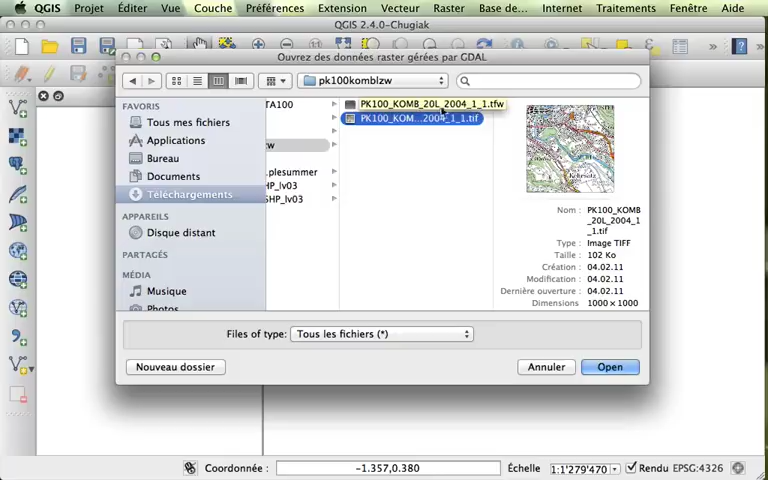 QGIS Projet Éditer Vue Couche Préférences Extension Vecteur Raster Base de... Internet Traitements Fenêtre Aide
QGIS 2.4.0-Chugiak
Ouvrez des données raster gérées par GDAL
pk100komblzw
FAVORIS
Tous mes fichiers
Applications
Bureau
Documents
Téléchargements
APPAREILS
Disque distant
PARTAGÉS
MÉDIA
Musique
Photos
TA100
zw
.plesummer
SHP_lv03
SHP_lv03
PK100_KOMB_20L_2004_1_1.tfw
PK100_KOM...2004_1_1.tif
Nom : PK100_KOMB
_20L_2004_1
_1.tif
Type : Image TIFF
Taille : 102 Ko
Création : 04.02.11
Modification : 04.02.11
Dernière ouverture : 04.02.11
Dimensions 1000×1000
Files of type: Tous les fichiers (*)
Nouveau dossier
Annuler
Open
Coordonnée : -1.357,0.380 Échelle 1:1'279'470 Rendu EPSG:4326